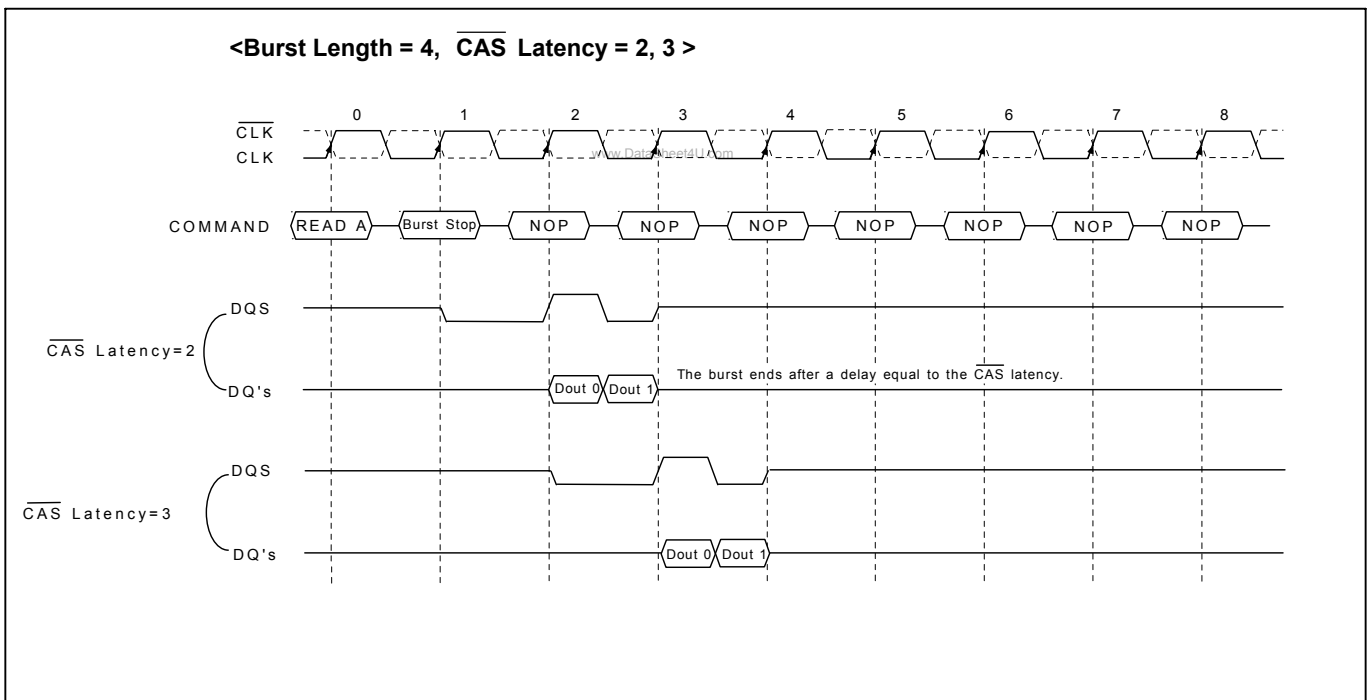 <Burst Length = 4, CAS Latency = 2, 3 >
0 1 2 3 4 5 6 7 8
CLK
CLK
www.DataSheet4U.com
COMMAND READ A Burst Stop NOP NOP NOP NOP NOP NOP NOP
DQS
CAS Latency=2
DQ's Dout 0 Dout 1 The burst ends after a delay equal to the CAS latency.
DQS
CAS Latency=3
DQ's Dout 0 Dout 1